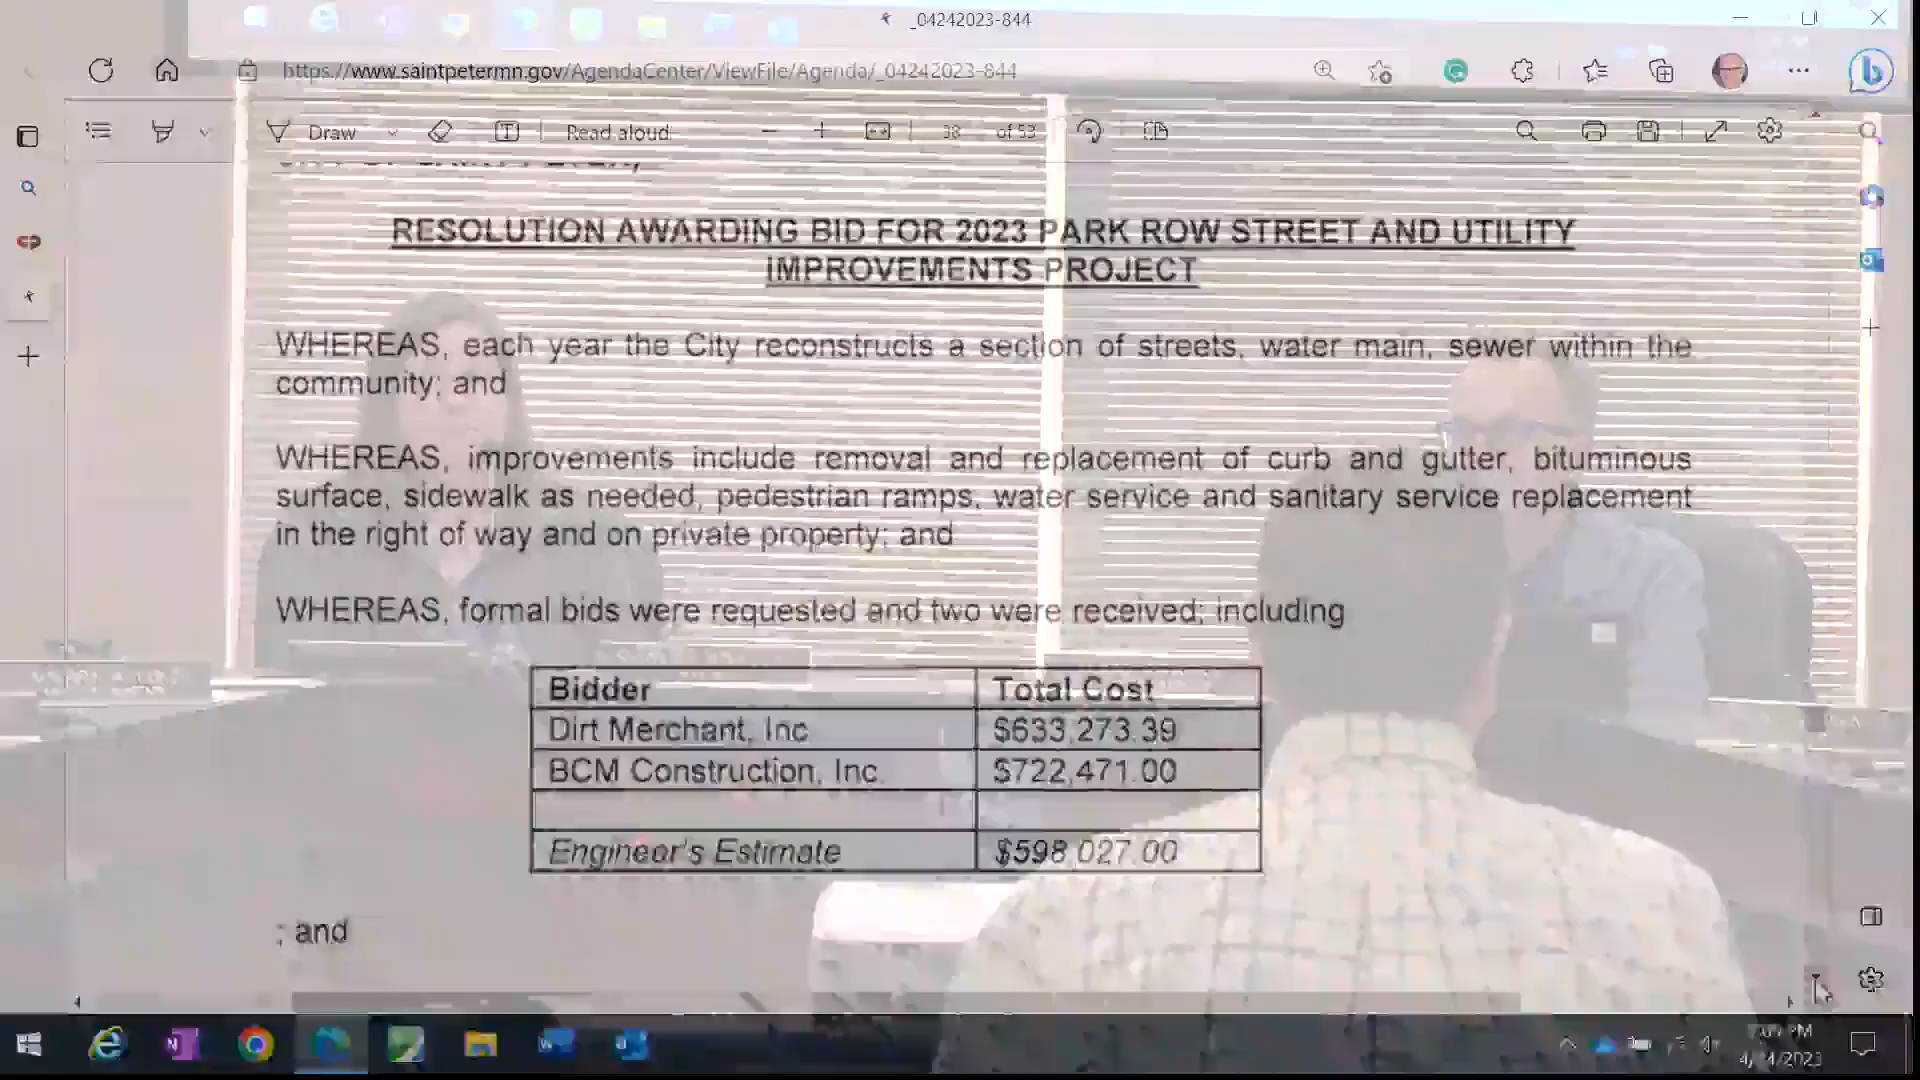 _04242023-844
https://www.saintpetermn.gov/AgendaCenter/ViewFile/Agenda/_04242023-844
Draw
Read aloud
38 of 53
RESOLUTION AWARDING BID FOR 2023 PARK ROW STREET AND UTILITY
IMPROVEMENTS PROJECT
WHEREAS, each year the City reconstructs a section of streets, water main, sewer within the
community; and
WHEREAS, improvements include removal and replacement of curb and gutter, bituminous
surface, sidewalk as needed, pedestrian ramps, water service and sanitary service replacement
in the right of way and on private property; and
WHEREAS, formal bids were requested and two were received; including
Bidder Total Cost
Dirt Merchant, Inc $633,273.39
BCM Construction, Inc. $722,471.00
Engineer's Estimate $598,027.00
; and
PM